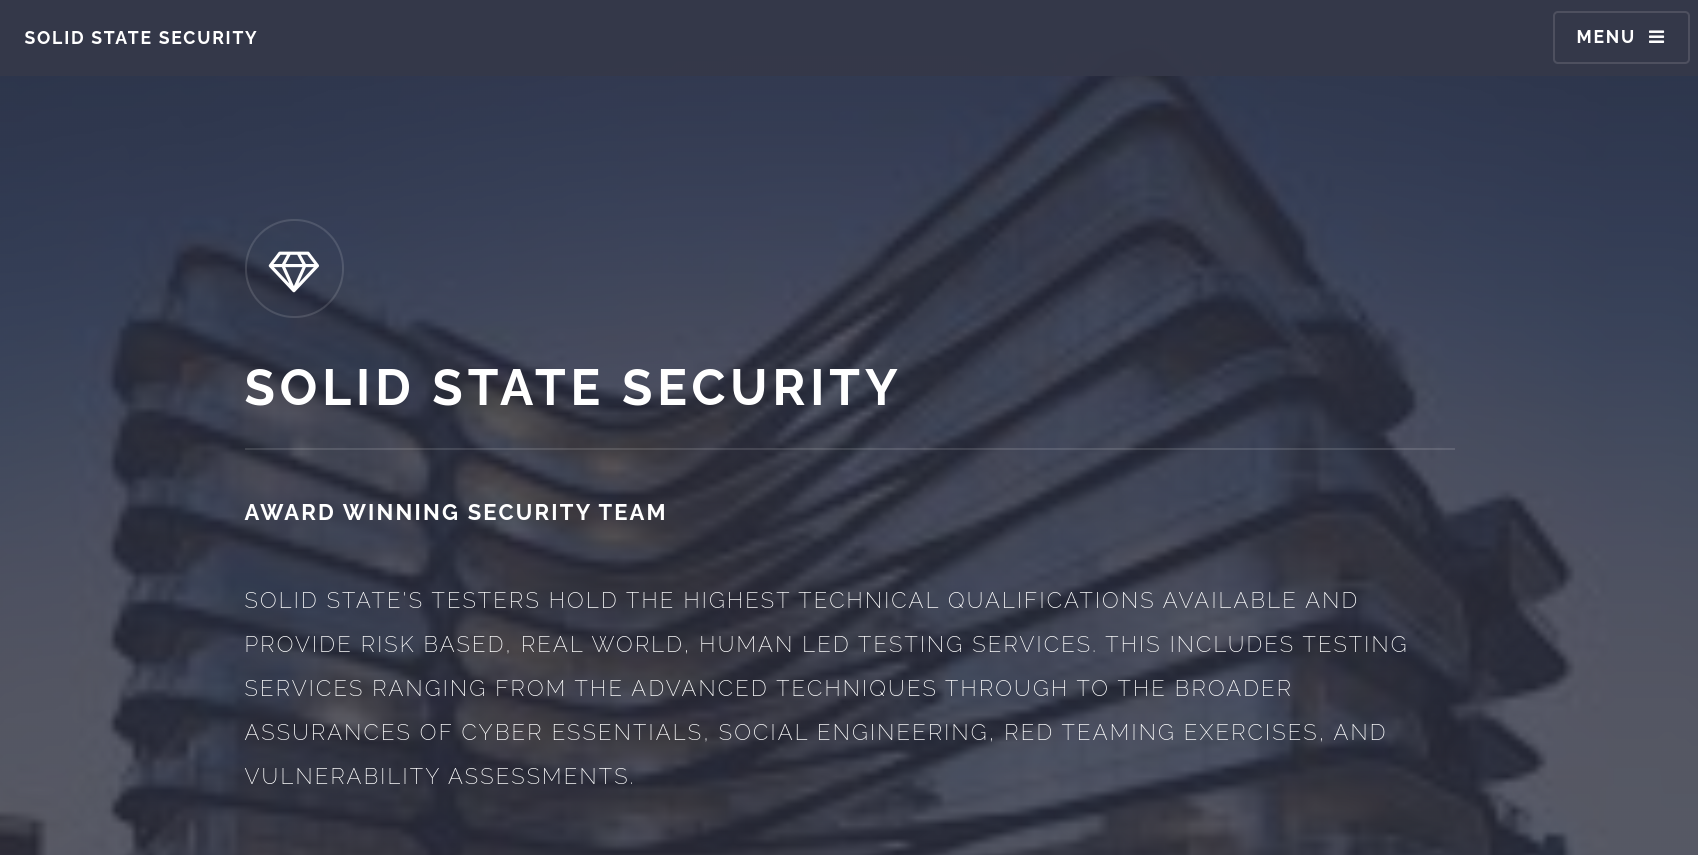 SOLID STATE SECURITY
MENU
SOLID STATE SECURITY
AWARD WINNING SECURITY TEAM
SOLID STATE'S TESTERS HOLD THE HIGHEST TECHNICAL QUALIFICATIONS AVAILABLE AND
PROVIDE RISK BASED, REAL WORLD, HUMAN LED TESTING SERVICES. THIS INCLUDES TESTING
SERVICES RANGING FROM THE ADVANCED TECHNIQUES THROUGH TO THE BROADER
ASSURANCES OF CYBER ESSENTIALS, SOCIAL ENGINEERING, RED TEAMING EXERCISES, AND
VULNERABILITY ASSESSMENTS.